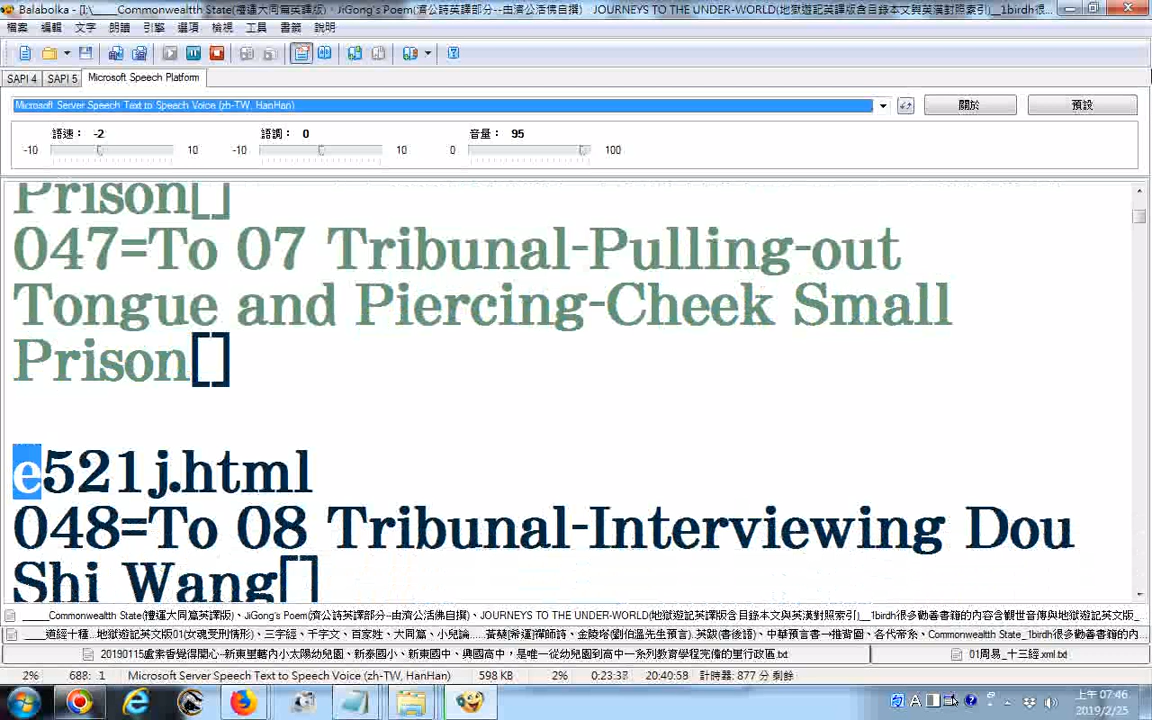 Balabolka - [I:\_____Commonwealth State(禮運大同篇英譯版)、JiGong's Poem(濟公詩英譯部分--由濟公活佛自撰)、JOURNEYS TO THE UNDER-WORLD(地獄遊記英譯版含目錄本文與英漢對照索引)__1birdh很...
檔案 編輯 文字 朗讀 引擎 選項 檢視 工具 書籤 說明
SAPI 4 SAPI 5 Microsoft Speech Platform
Microsoft Server Speech Text to Speech Voice (zh-TW, HanHan)
關於 預設
語速： -2 語調： 0 音量： 95
-10 10 -10 10 0 100
Prison[]
047=To 07 Tribunal-Pulling-out
Tongue and Piercing-Cheek Small
Prison[]
e521j.html
048=To 08 Tribunal-Interviewing Dou
Shi Wang[]
_____Commonwealtth State(禮運大同篇英譯版)、JiGong's Poem(濟公詩英譯部分--由濟公活佛自撰)、JOURNEYS TO THE UNDER-WORLD(地獄遊記英譯版含目錄本文與英漢對照索引)__1birdh很多勸善書籍的內容含觀世音傳與地獄遊記英文版...
道經十種...地獄遊記英文版01(女魂受刑情形)、三字經、千字文、百家姓、大同篇、小兒論......黃蘗[希運]禪師詩、金陵塔(劉伯溫先生預言).英跋(書後語)、中華預言書一推背圖、各代帝系、Commonwealth State_1birdh很多勸善書籍的內...
20190115盧素香覺得開心--新東里轄內小太陽幼兒園、新泰國小、新東國中、興國高中，是唯一從幼兒園到高中一系列教育學程完備的里行政區.txt 01周易_十三經.xml.txt
2% 688: 1 Microsoft Server Speech Text to Speech Voice (zh-TW, HanHan) 598 KB 2% 0:23:37 20:40:58 計時器: 877 分 剩餘
上午 07:46
2019/2/25